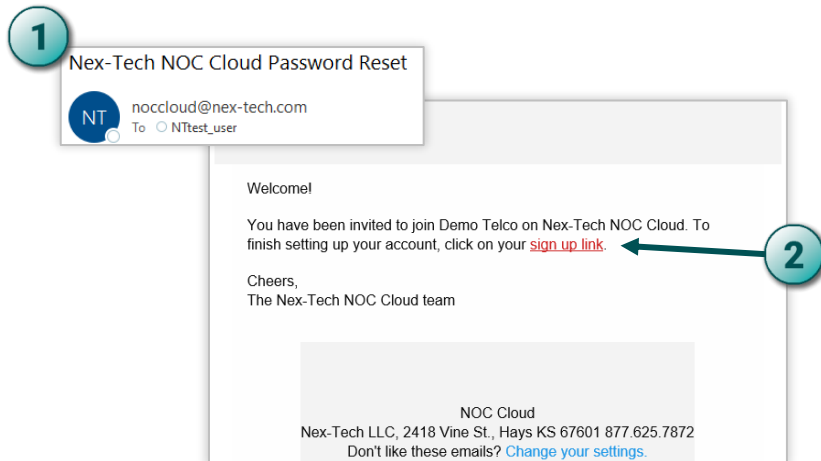 1
Nex-Tech NOC Cloud Password Reset
NT
noccloud@nex-tech.com
To NTtest_user
Welcome!
You have been invited to join Demo Telco on Nex-Tech NOC Cloud. To
finish setting up your account, click on your sign up link.
2
Cheers,
The Nex-Tech NOC Cloud team
NOC Cloud
Nex-Tech LLC, 2418 Vine St., Hays KS 67601 877.625.7872
Don't like these emails? Change your settings.